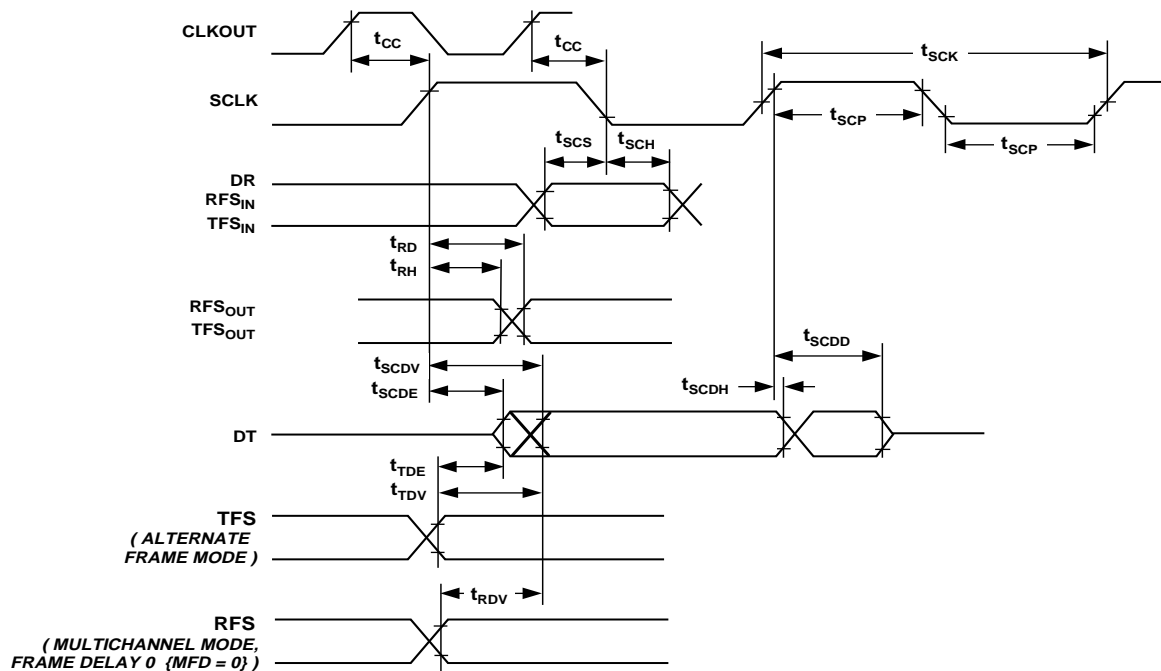 CLKOUT
tCC
tCC
tSCK
SCLK
tSCP
tSCP
tSCS
tSCH
DR
RFSIN
TFSIN
tRD
tRH
RFSOUT
TFSOUT
tSCDV
tSCDE
tSCDD
tSCDH
DT
tTDE
tTDV
TFS
( ALTERNATE
FRAME MODE )
tRDV
RFS
( MULTICHANNEL MODE,
FRAME DELAY 0 {MFD = 0} )